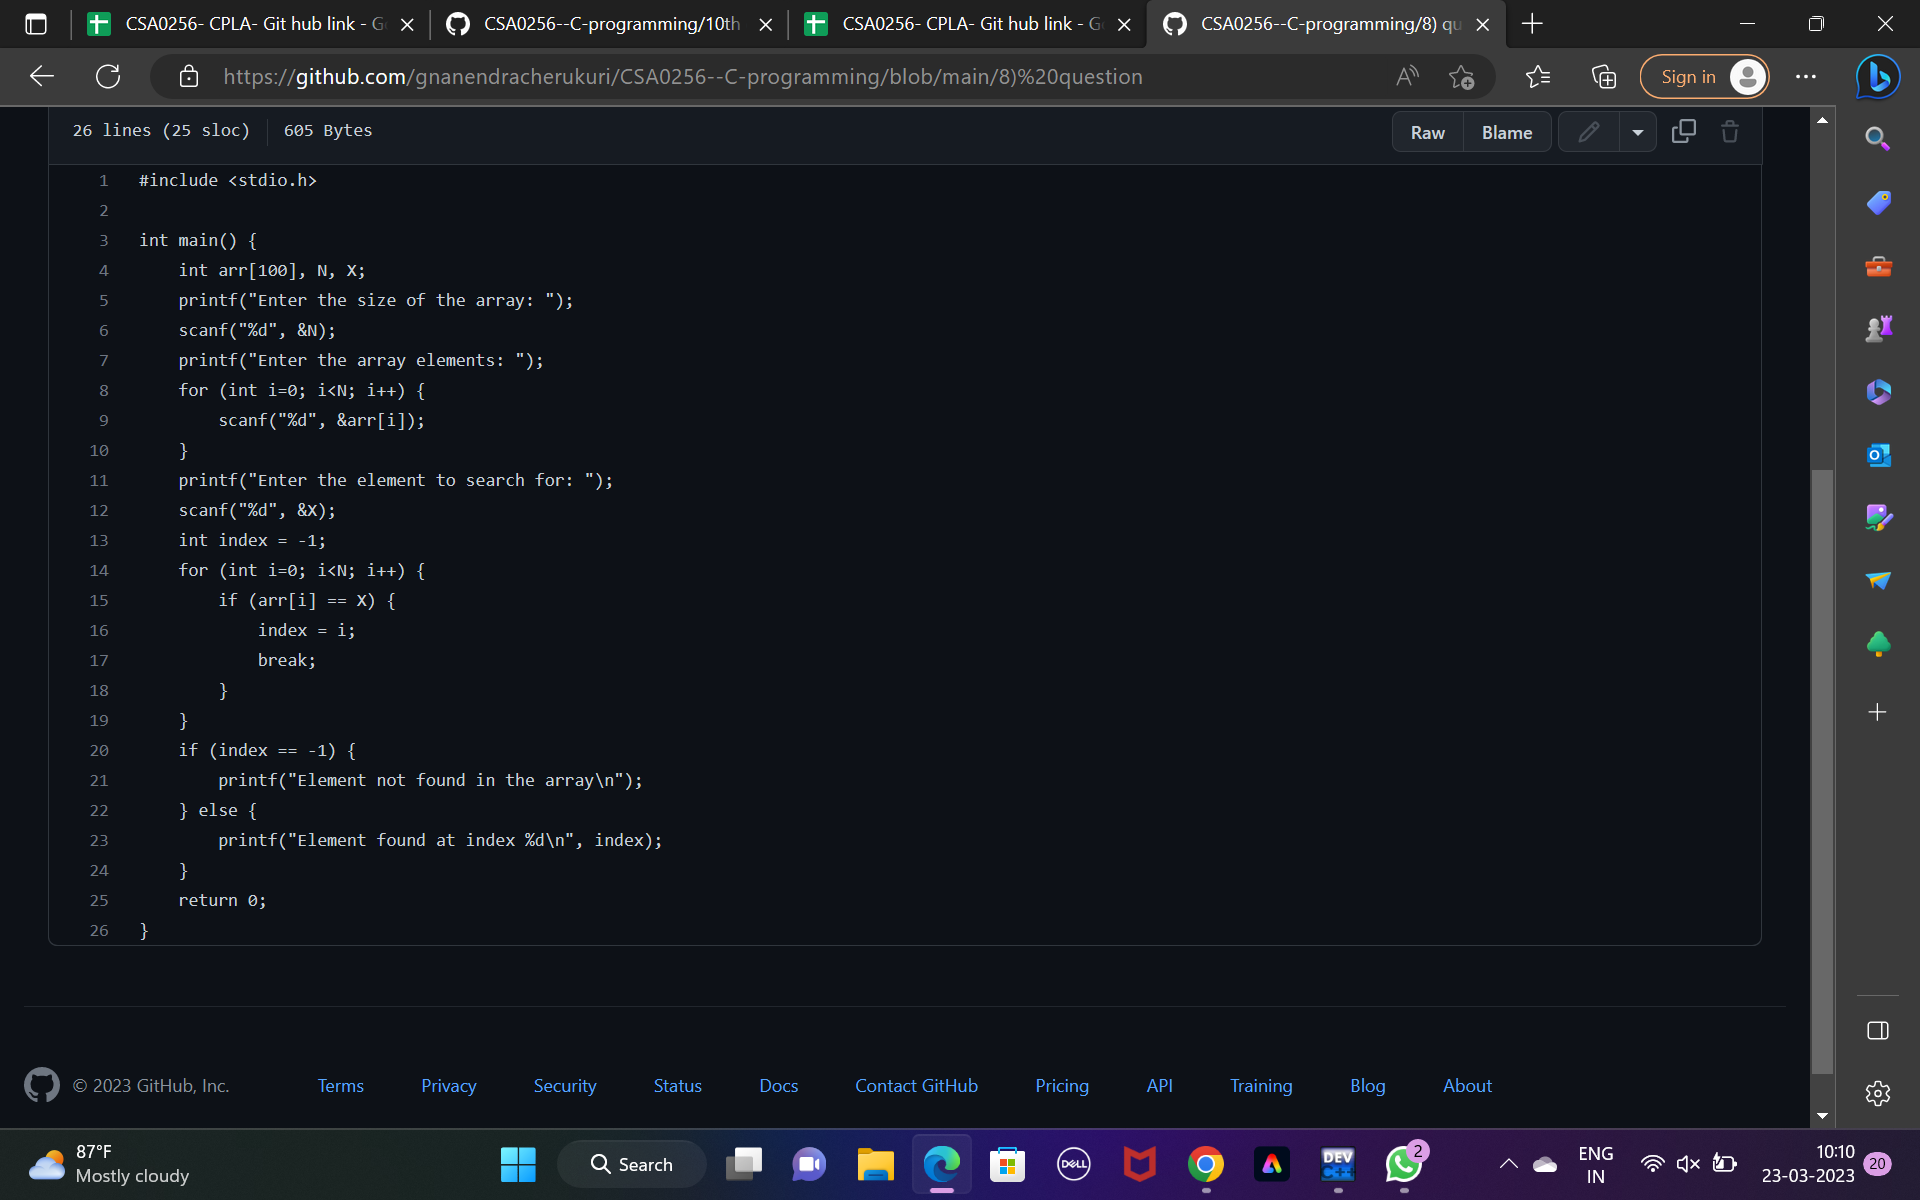 CSA0256- CPLA- Git hub link - G
CSA0256--C-programming/10th
CSA0256- CPLA- Git hub link - G
CSA0256--C-programming/8) qu
https://github.com/gnanendracherukuri/CSA0256--C-programming/blob/main/8)%20question
Sign in
26 lines (25 sloc) 605 Bytes
Raw
Blame
1 #include <stdio.h>
2
3 int main() {
4     int arr[100], N, X;
5     printf("Enter the size of the array: ");
6     scanf("%d", &N);
7     printf("Enter the array elements: ");
8     for (int i=0; i<N; i++) {
9         scanf("%d", &arr[i]);
10     }
11     printf("Enter the element to search for: ");
12     scanf("%d", &X);
13     int index = -1;
14     for (int i=0; i<N; i++) {
15         if (arr[i] == X) {
16             index = i;
17             break;
18         }
19     }
20     if (index == -1) {
21         printf("Element not found in the array\n");
22     } else {
23         printf("Element found at index %d\n", index);
24     }
25     return 0;
26 }
© 2023 GitHub, Inc.
Terms
Privacy
Security
Status
Docs
Contact GitHub
Pricing
API
Training
Blog
About
87°F
Mostly cloudy
Search
DELL
DEV
C++
2
ENG
IN
10:10
23-03-2023
20